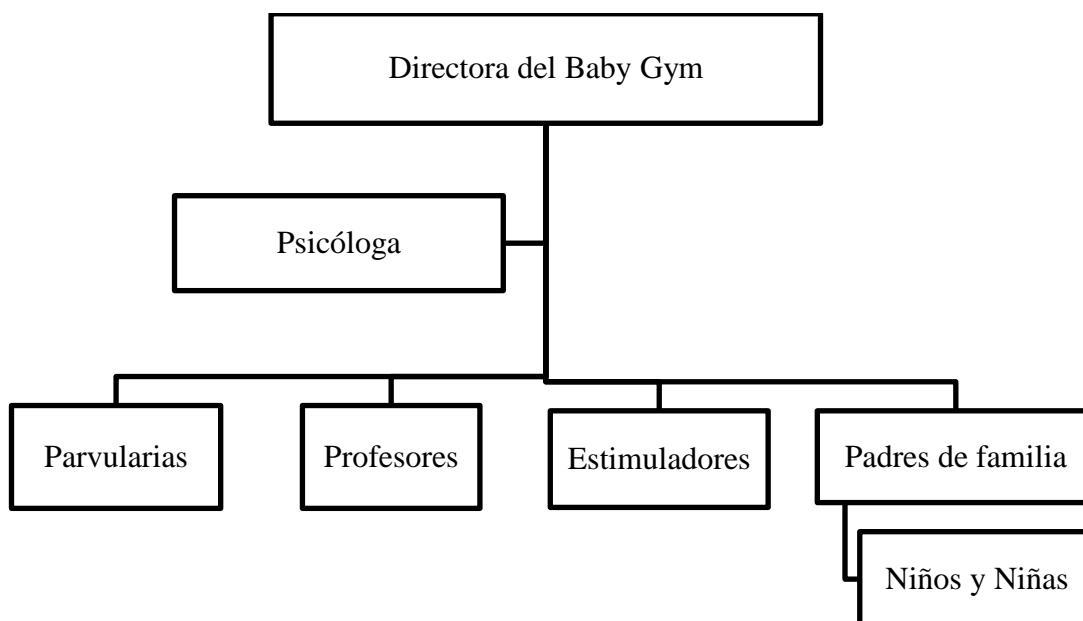 Directora del Baby Gym
Psicóloga
Parvularias
Profesores
Estimuladores
Padres de familia
Niños y Niñas